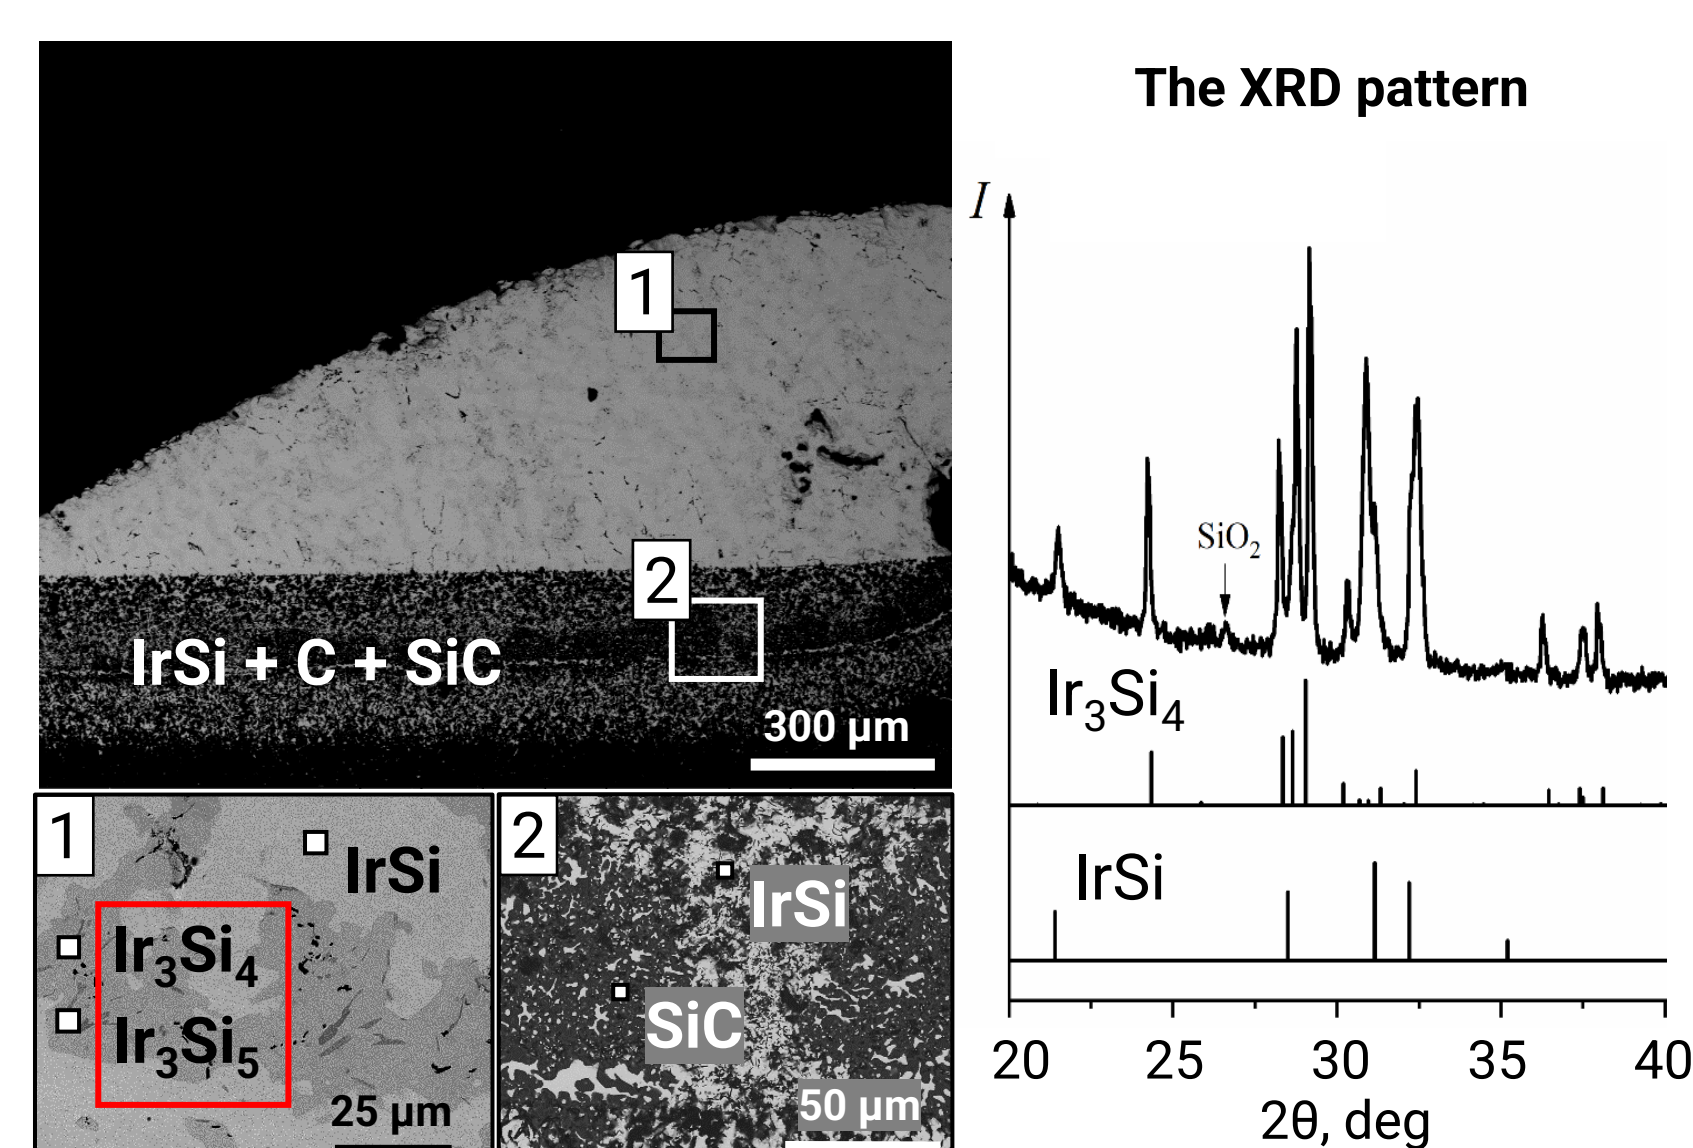 The XRD pattern
I
1
2
IrSi + C + SiC
300 µm
SiO₂
Ir₃Si₄
IrSi
20 25 30 35 40
2θ, deg
1
IrSi
Ir₃Si₄
Ir₃Si₅
25 µm
2
IrSi
SiC
50 µm